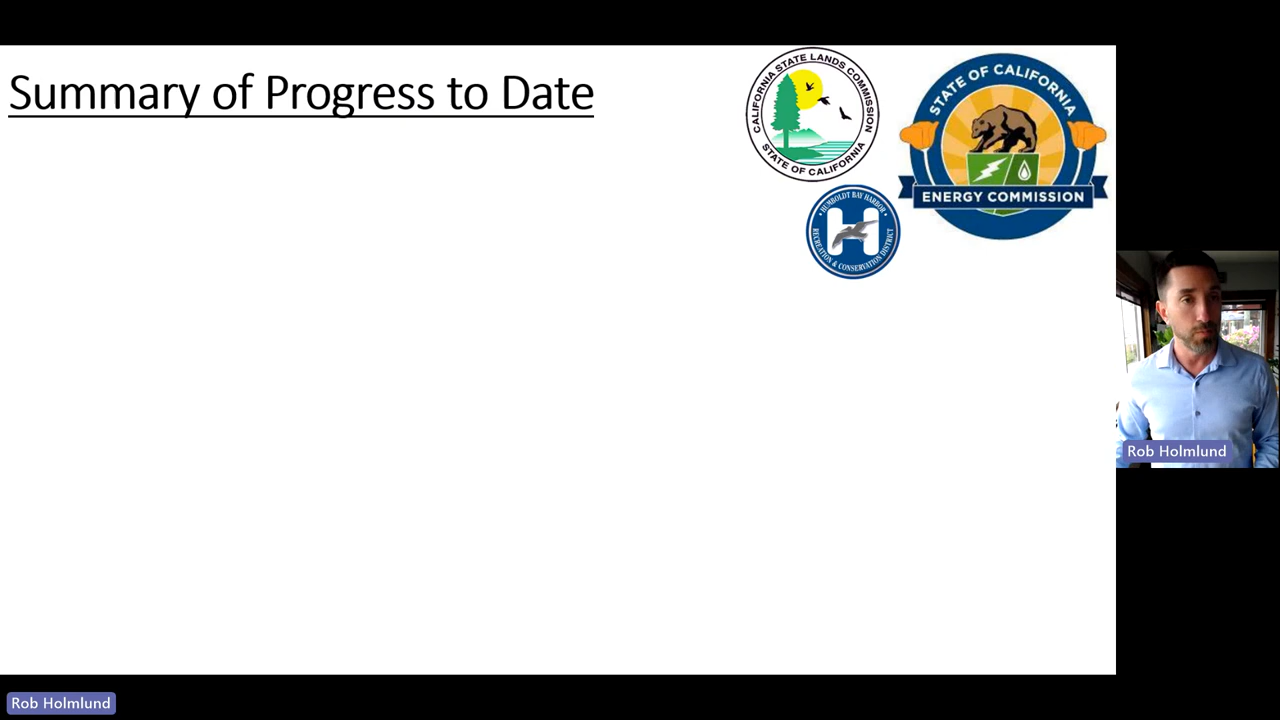 Summary of Progress to Date
CALIFORNIA STATE LANDS COMMISSION
STATE OF CALIFORNIA
STATE OF CALIFORNIA
ENERGY COMMISSION
• HUMBOLDT BAY HARBOR •
H
RECREATION & CONSERVATION DISTRICT
Rob Holmlund
Rob Holmlund